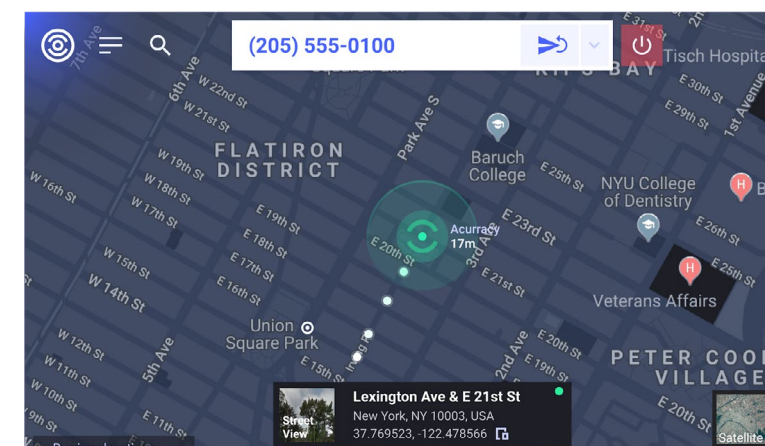 (205) 555-0100
7th Ave
6th Ave
W 22nd St
W 21st St
FLATIRON
DISTRICT
Park Ave S
Baruch
College
KIPS BAY
Tisch Hospita
E 31st St
E 30th St
E 29th St
1st Avenue
E 25th St
NYU College
of Dentistry
H
B
W 19th St
W 18th St
W 17th St
W 16th St
E 19th St
E 18th St
E 17th St
E 16th St
E 20th St
Acurracy
17m
3rd Ave
E 23rd St
E 21st St
E 26th St
E 25th St
H
Veterans Affairs
W 15th St
W 14th St
Union
Square Park
E 15th St
2nd Ave
E 20th St
E 19th St
PETER COO
VILLAGE
W 12th St
W 11th St
W 10th St
9th St
5th Ave
E 11th St
E 20th St
Street
View
Lexington Ave & E 21st St
New York, NY 10003, USA
37.769523, -122.478566
Satellite